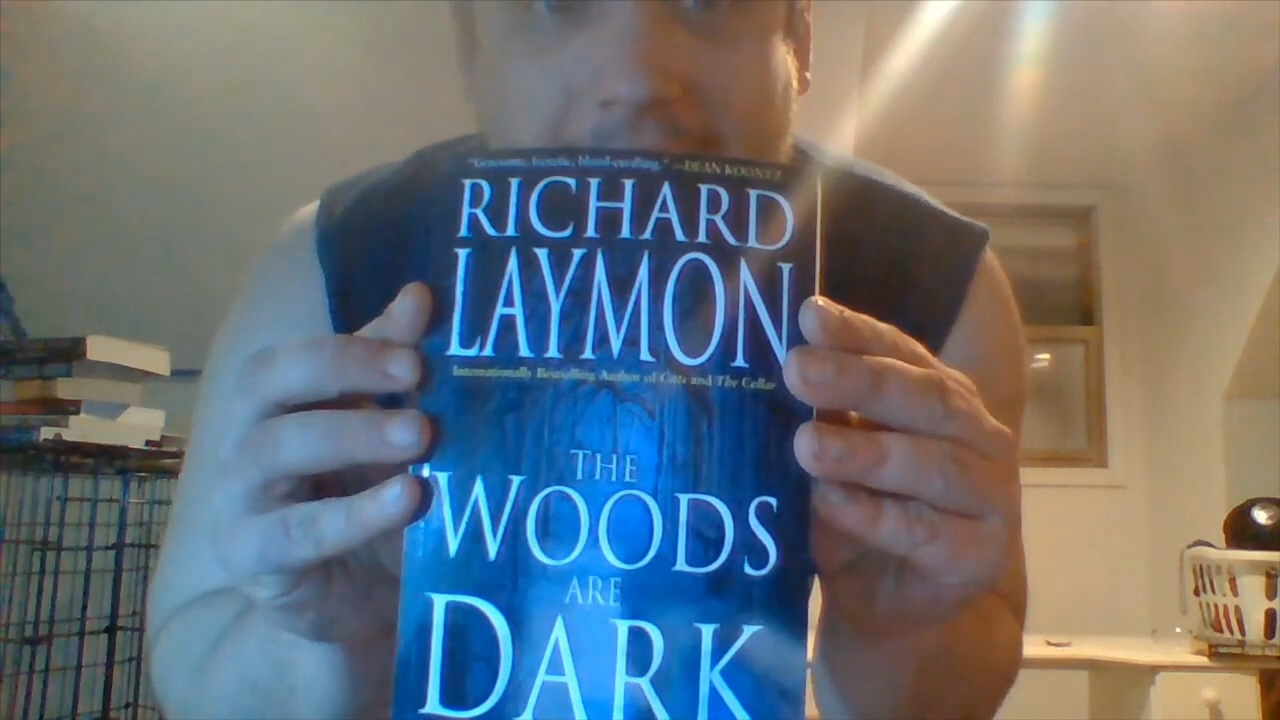 "Gruesome, frenetic, blood-curdling." —DEAN KOONTZ
RICHARD
LAYMON
Internationally Bestselling Author of Cuts and The Cellar
THE
WOODS
ARE
DARK